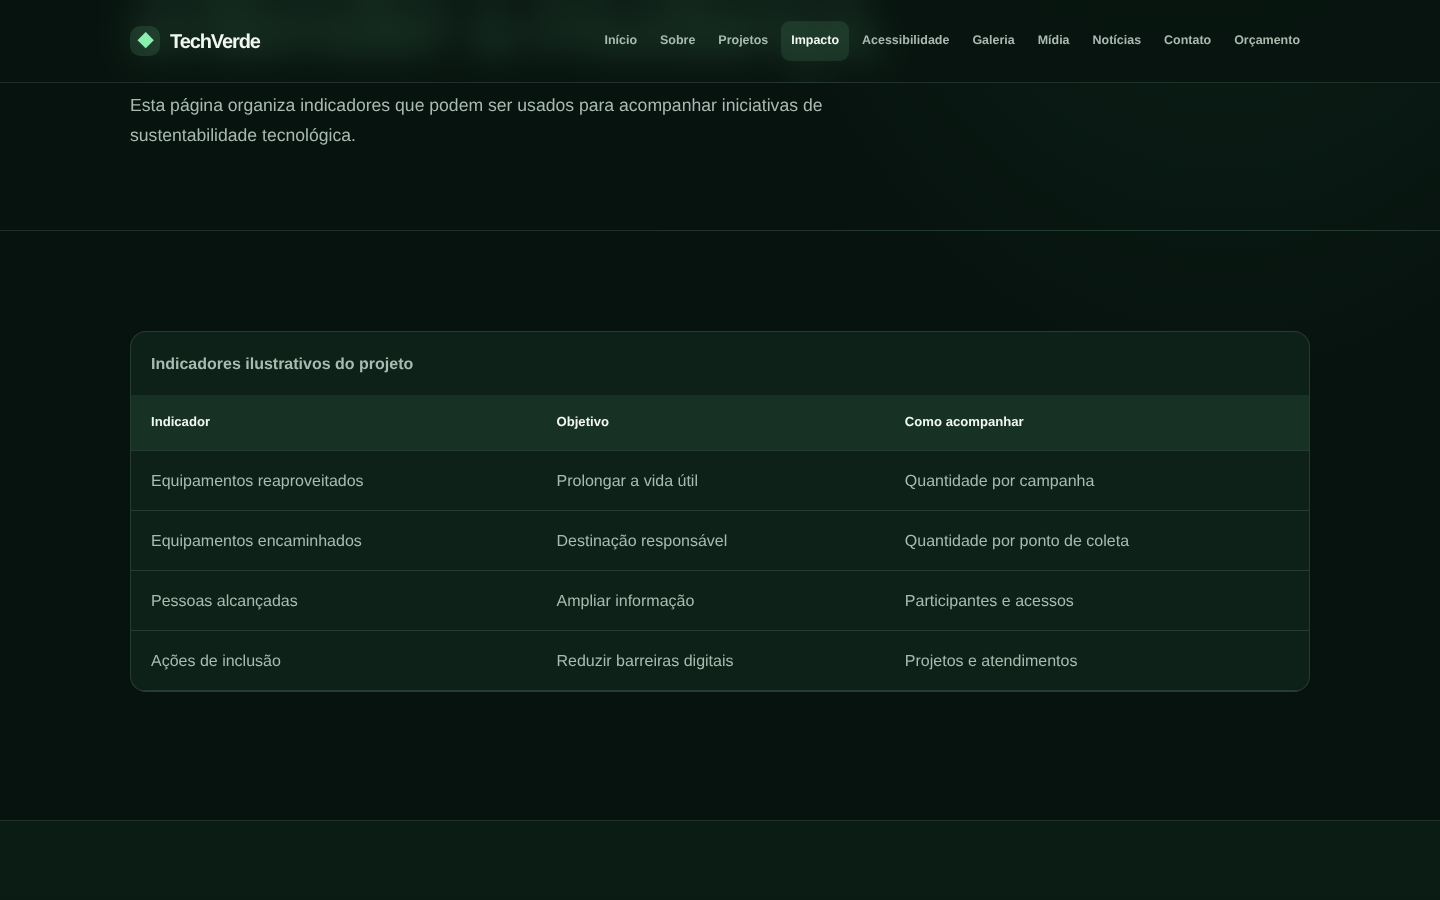 TechVerde
Início Sobre Projetos Impacto Acessibilidade Galeria Mídia Notícias Contato Orçamento
Esta página organiza indicadores que podem ser usados para acompanhar iniciativas de
sustentabilidade tecnológica.
Indicadores ilustrativos do projeto
Indicador Objetivo Como acompanhar
Equipamentos reaproveitados Prolongar a vida útil Quantidade por campanha
Equipamentos encaminhados Destinação responsável Quantidade por ponto de coleta
Pessoas alcançadas Ampliar informação Participantes e acessos
Ações de inclusão Reduzir barreiras digitais Projetos e atendimentos